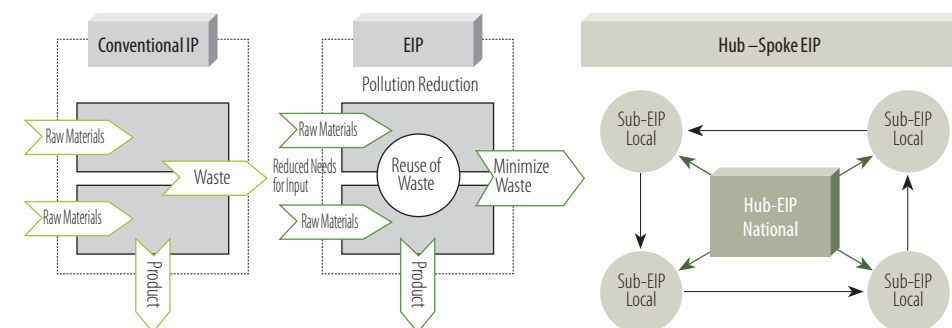 Conventional IP
Raw Materials
Waste
Raw Materials
Product
EIP
Pollution Reduction
Raw Materials
Reduced Needs
for Input
Reuse of
Waste
Minimize
Waste
Raw Materials
Product
Hub –Spoke EIP
Sub-EIP
Local
Sub-EIP
Local
Hub-EIP
National
Sub-EIP
Local
Sub-EIP
Local